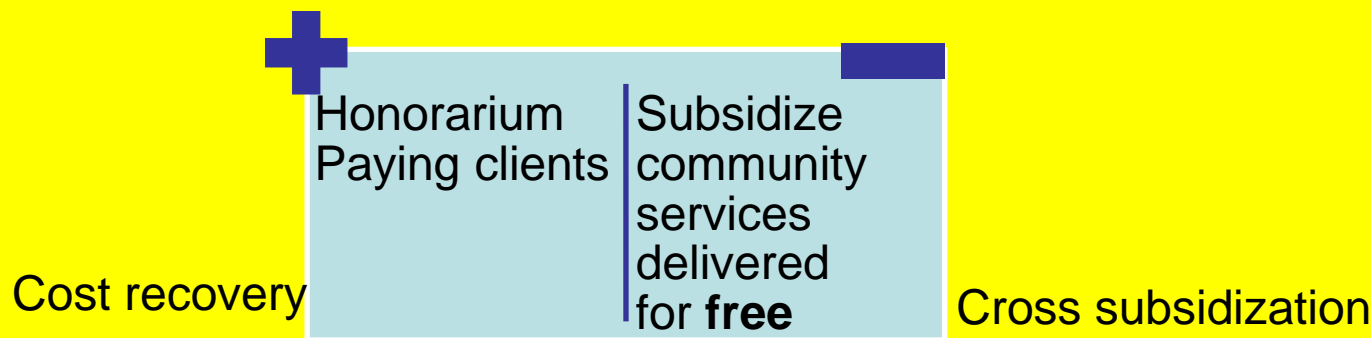 Honorarium
Paying clients
Subsidize
community
services
delivered
for free
Cost recovery
Cross subsidization